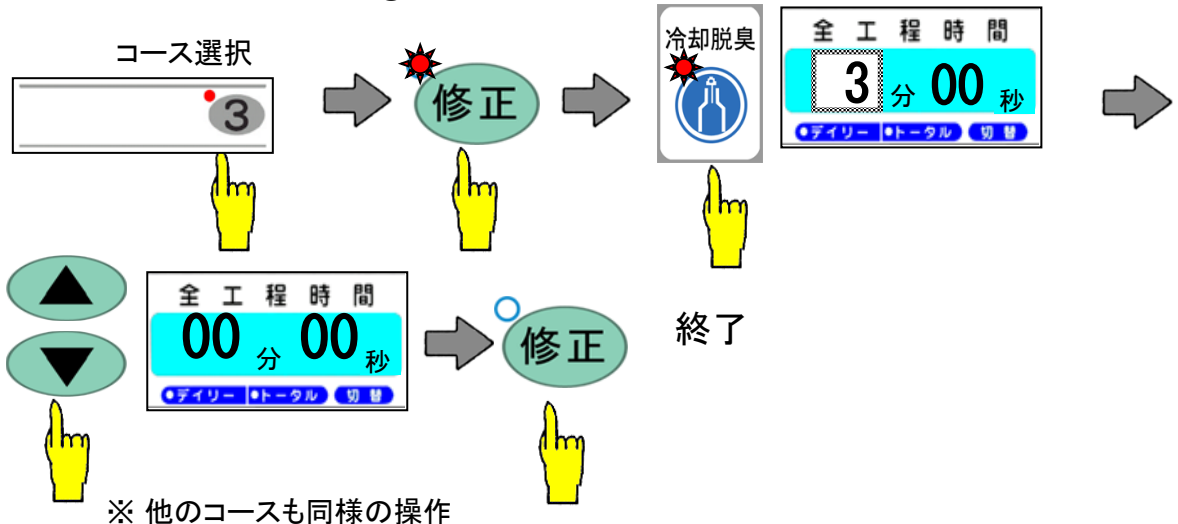 コース選択
3
修正
冷却脱臭
全工程時間
3分00秒
●デイリー ●トータル 切替
全工程時間
00分00秒
●デイリー ●トータル 切替
修正
終了
※ 他のコースも同様の操作